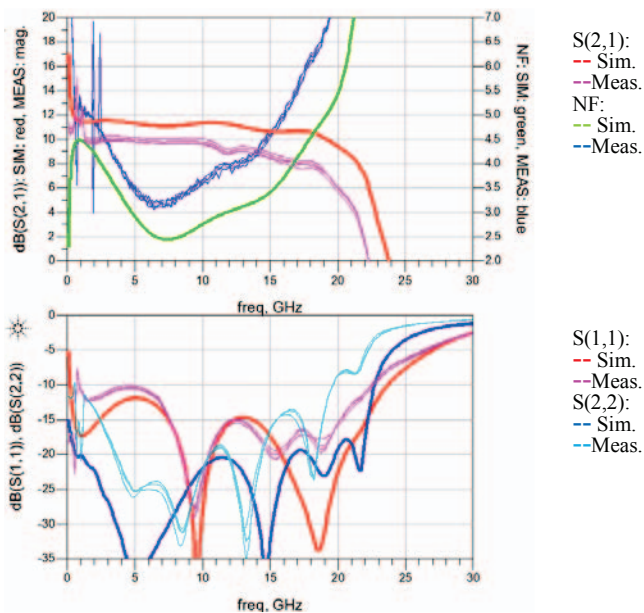 dB(S(2,1)): SIM: red, MEAS: mag.
20
18
16
14
12
10
8
6
4
2
0
0 5 10 15 20 25 30
freq, GHz
7.0
6.5
6.0
5.5
5.0
4.5
4.0
3.5
3.0
2.5
2.0
NF: SIM: green, MEAS: blue
S(2,1):
Sim.
Meas.
NF:
Sim.
Meas.
dB(S(1,1)), dB(S(2,2))
0
-5
-10
-15
-20
-25
-30
-35
0 5 10 15 20 25 30
freq, GHz
S(1,1):
Sim.
Meas.
S(2,2):
Sim.
Meas.